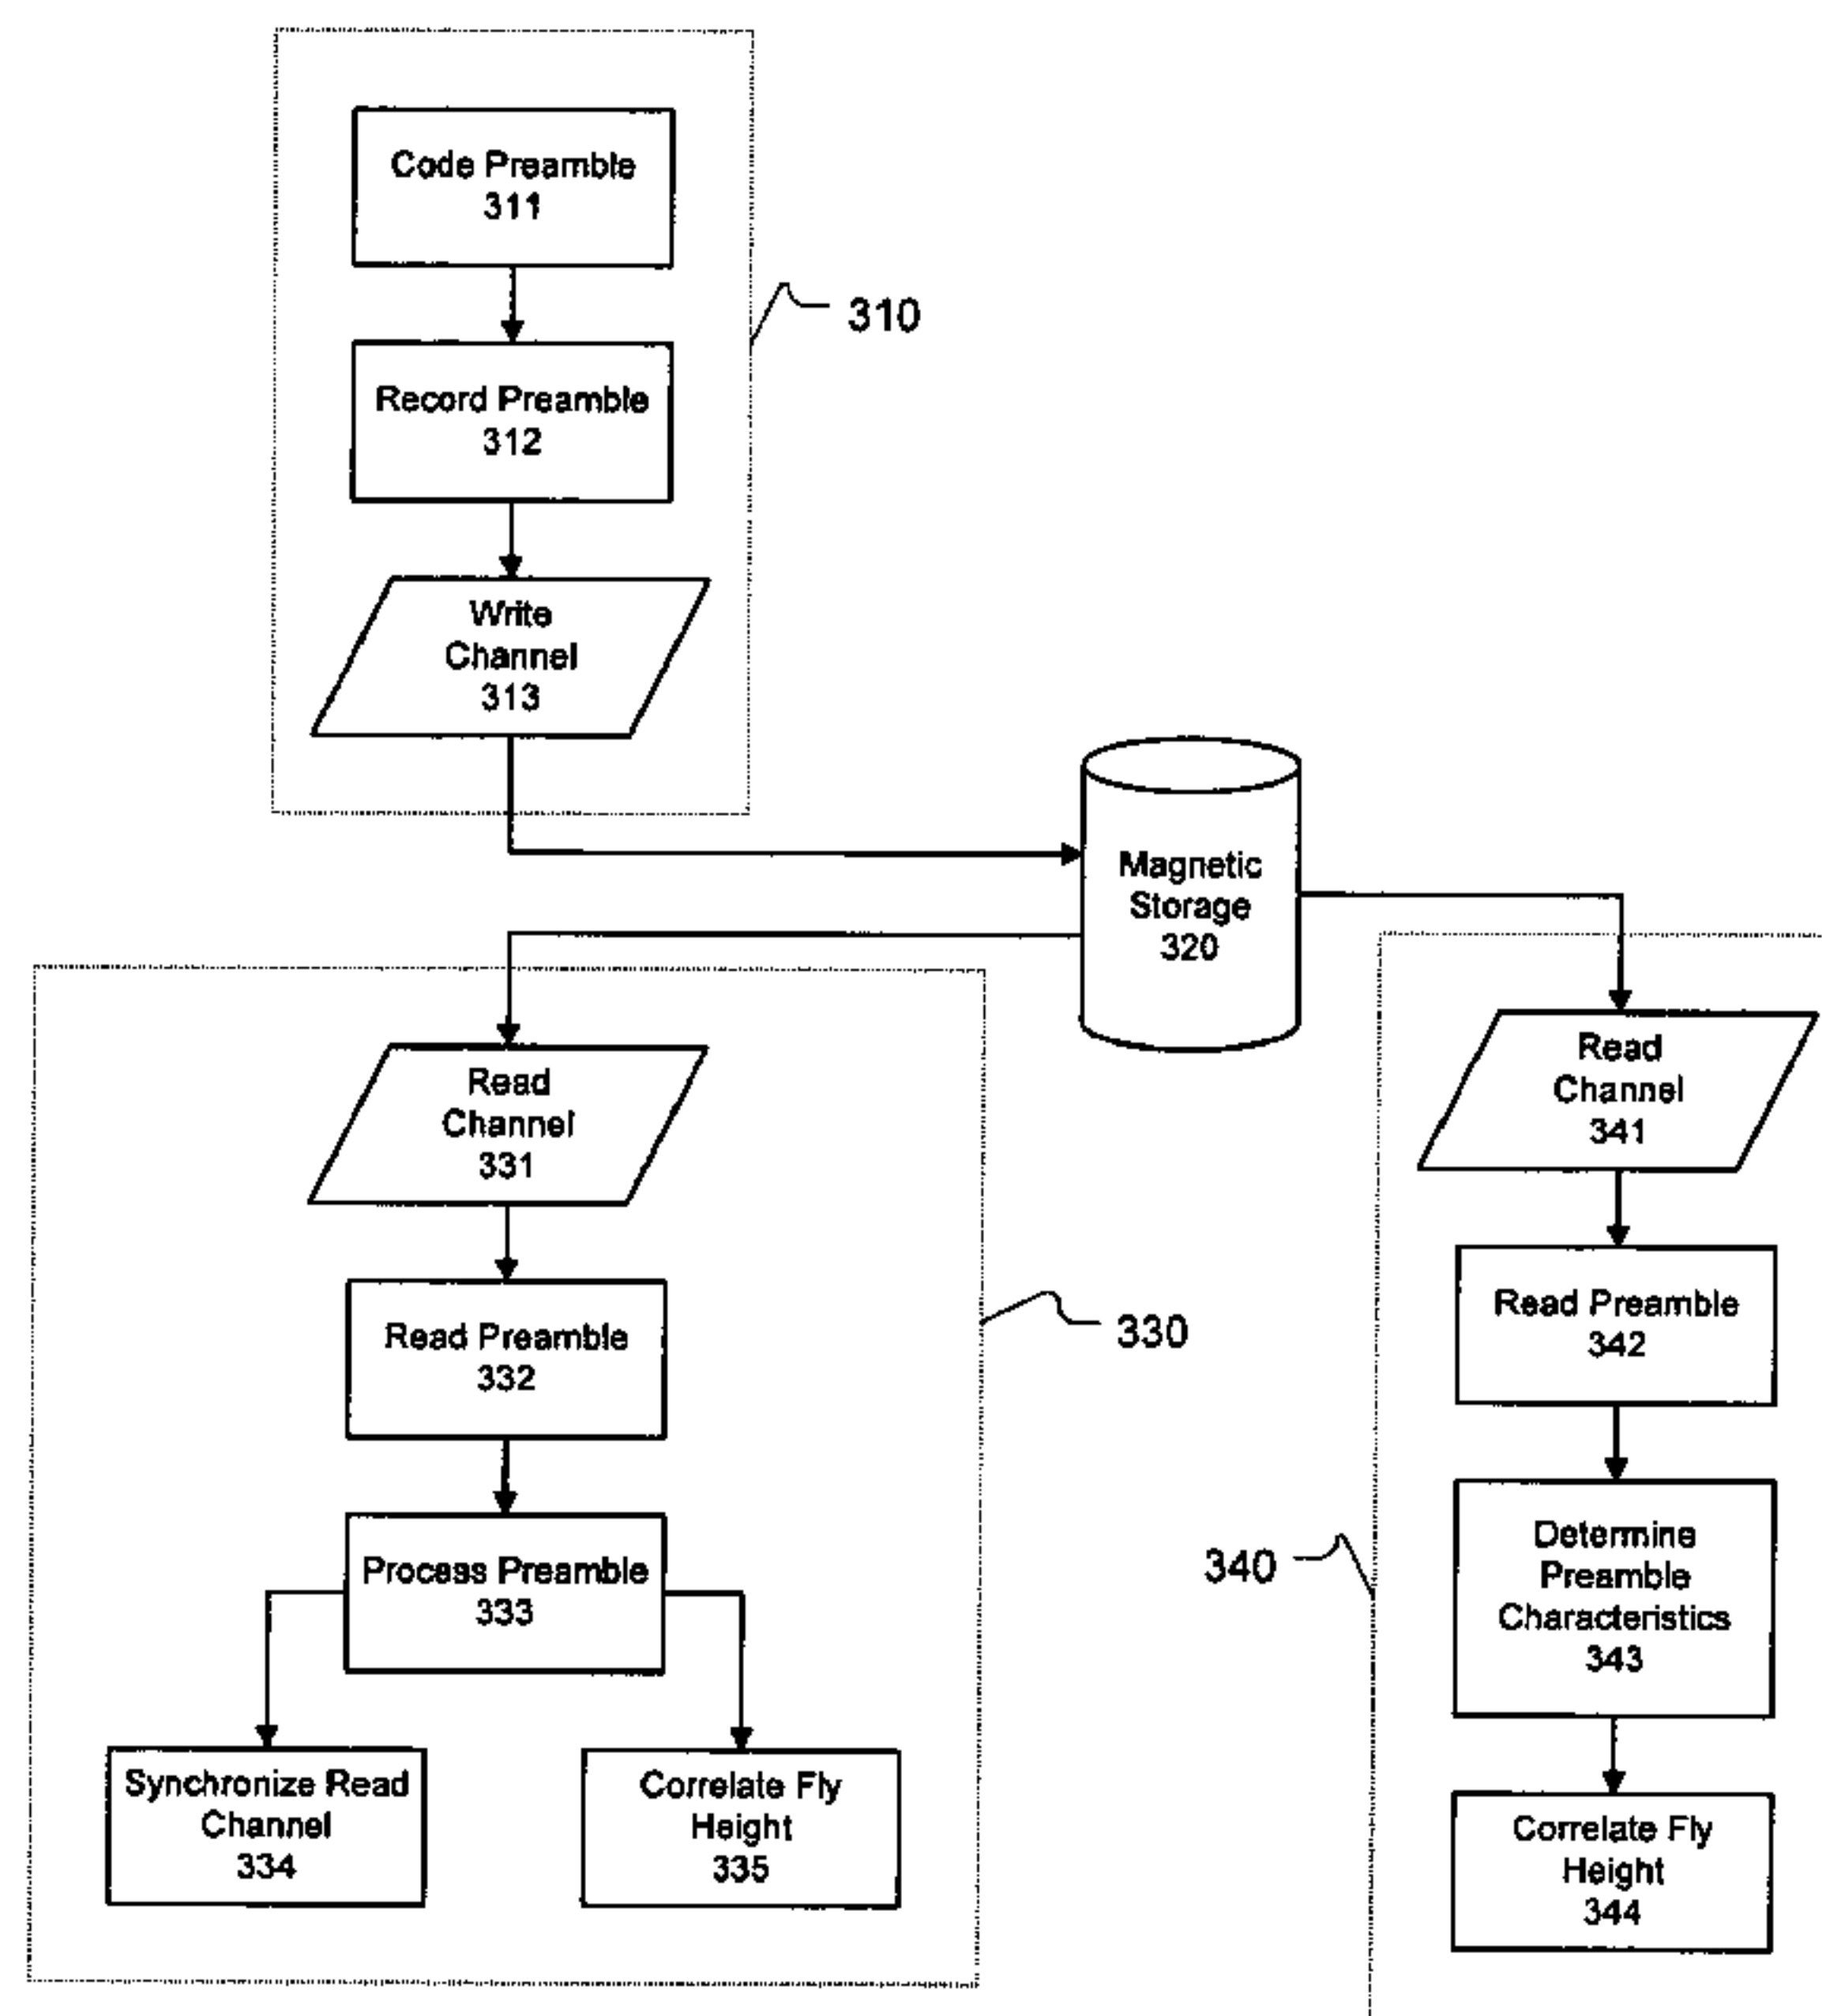 Code Preamble
311
310
Record Preamble
312
Write
Channel
313
Magnetic
Storage
320
Read
Channel
331
Read Preamble
332
330
Process Preamble
333
Synchronize Read
Channel
334
Correlate Fly
Height
335
Read
Channel
341
Read Preamble
342
340
Determine
Preamble
Characteristics
343
Correlate Fly
Height
344